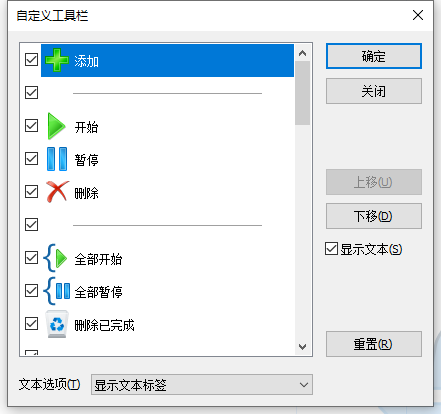 自定义工具栏
添加
开始
暂停
删除
全部开始
全部暂停
删除已完成
确定
关闭
上移(U)
下移(D)
显示文本(S)
重置(R)
文本选项(T) 显示文本标签